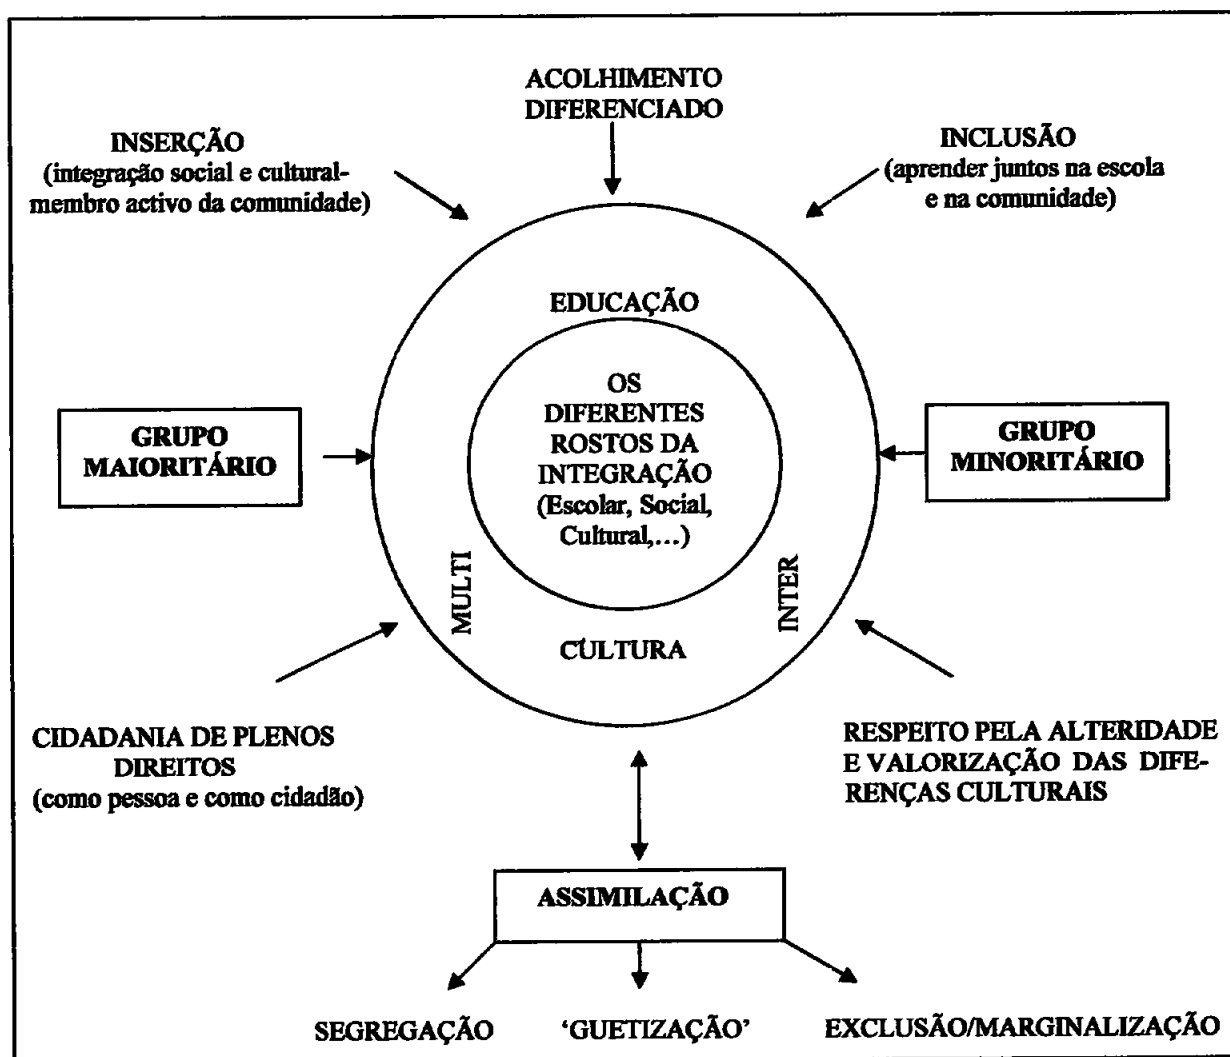 ACOLHIMENTO
DIFERENCIADO
INSERÇÃO
(integração social e cultural-
membro activo da comunidade)
INCLUSÃO
(aprender juntos na escola
e na comunidade)
EDUCAÇÃO
OS
DIFERENTES
ROSTOS DA
INTEGRAÇÃO
(Escolar, Social,
Cultural,...)
GRUPO
MAIORITÁRIO
GRUPO
MINORITÁRIO
MULTI
INTER
CULTURA
CIDADANIA DE PLENOS
DIREITOS
(como pessoa e como cidadão)
RESPEITO PELA ALTERIDADE
E VALORIZAÇÃO DAS DIFE-
RENÇAS CULTURAIS
ASSIMILAÇÃO
SEGREGAÇÃO
'GUETIZAÇÃO'
EXCLUSÃO/MARGINALIZAÇÃO